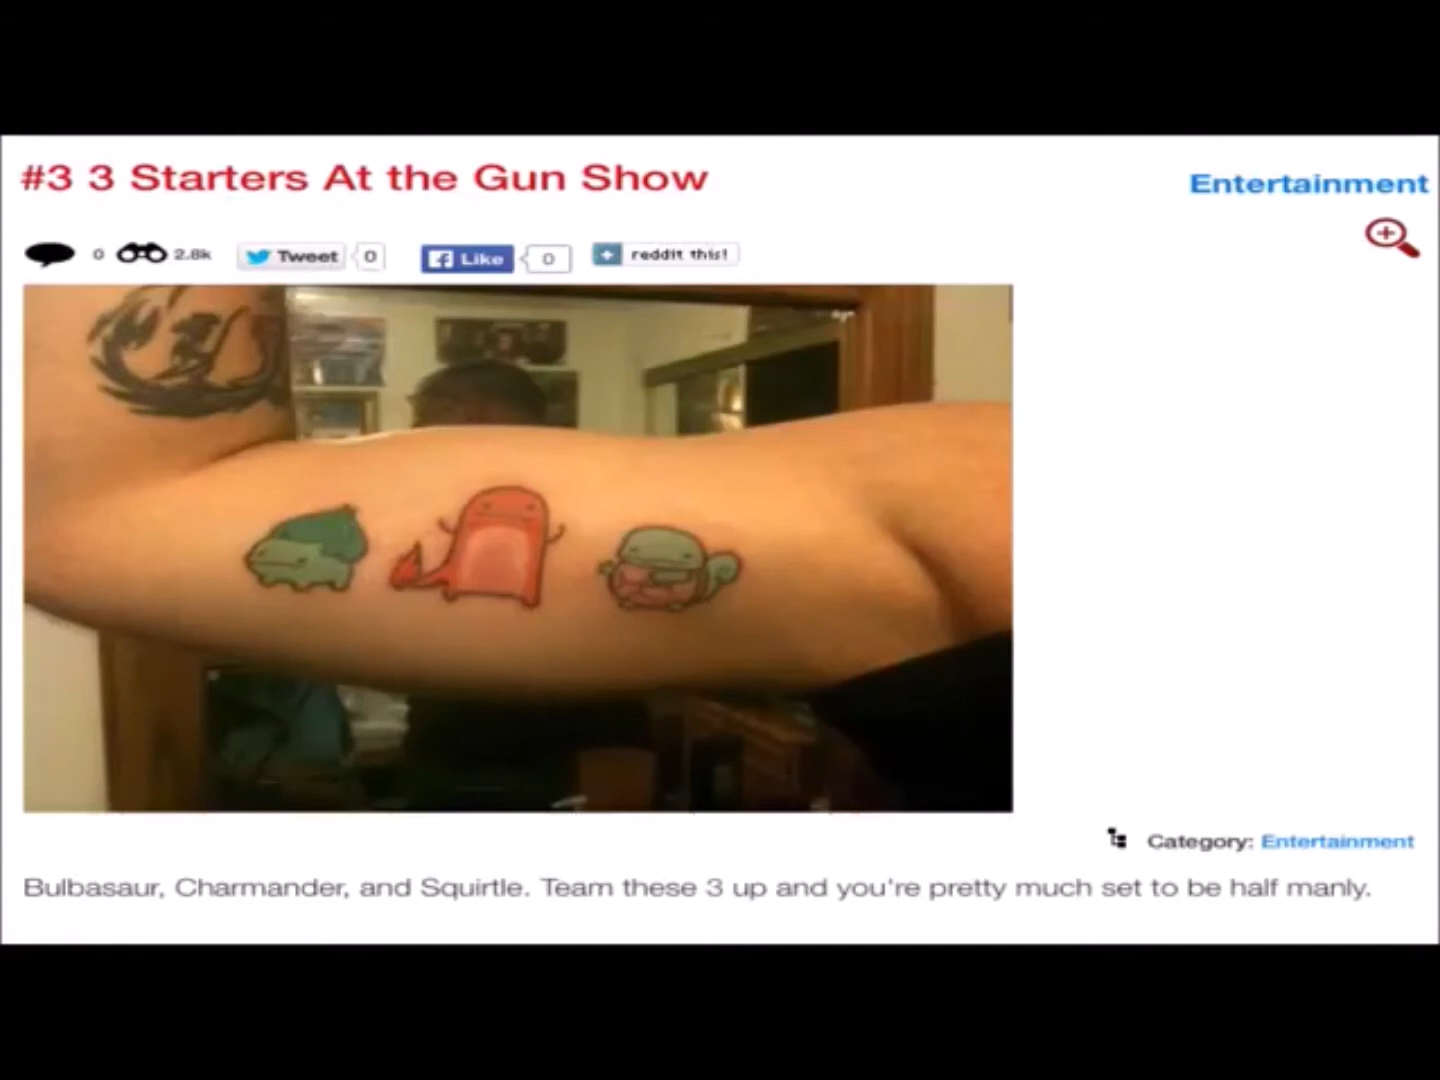 #3 3 Starters At the Gun Show
Entertainment
0 2.8k Tweet 0 Like 0 reddit this!
Category: Entertainment
Bulbasaur, Charmander, and Squirtle. Team these 3 up and you're pretty much set to be half manly.